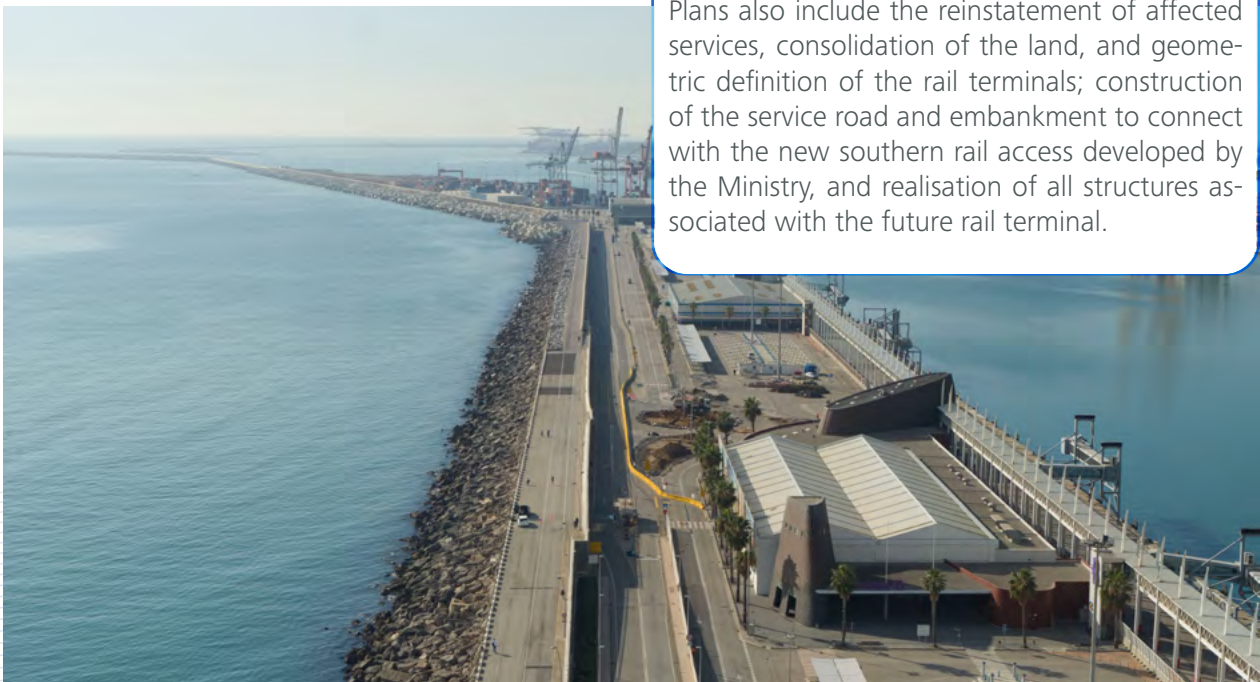 Plans also include the reinstatement of affected
services, consolidation of the land, and geome-
tric definition of the rail terminals; construction
of the service road and embankment to connect
with the new southern rail access developed by
the Ministry, and realisation of all structures as-
sociated with the future rail terminal.